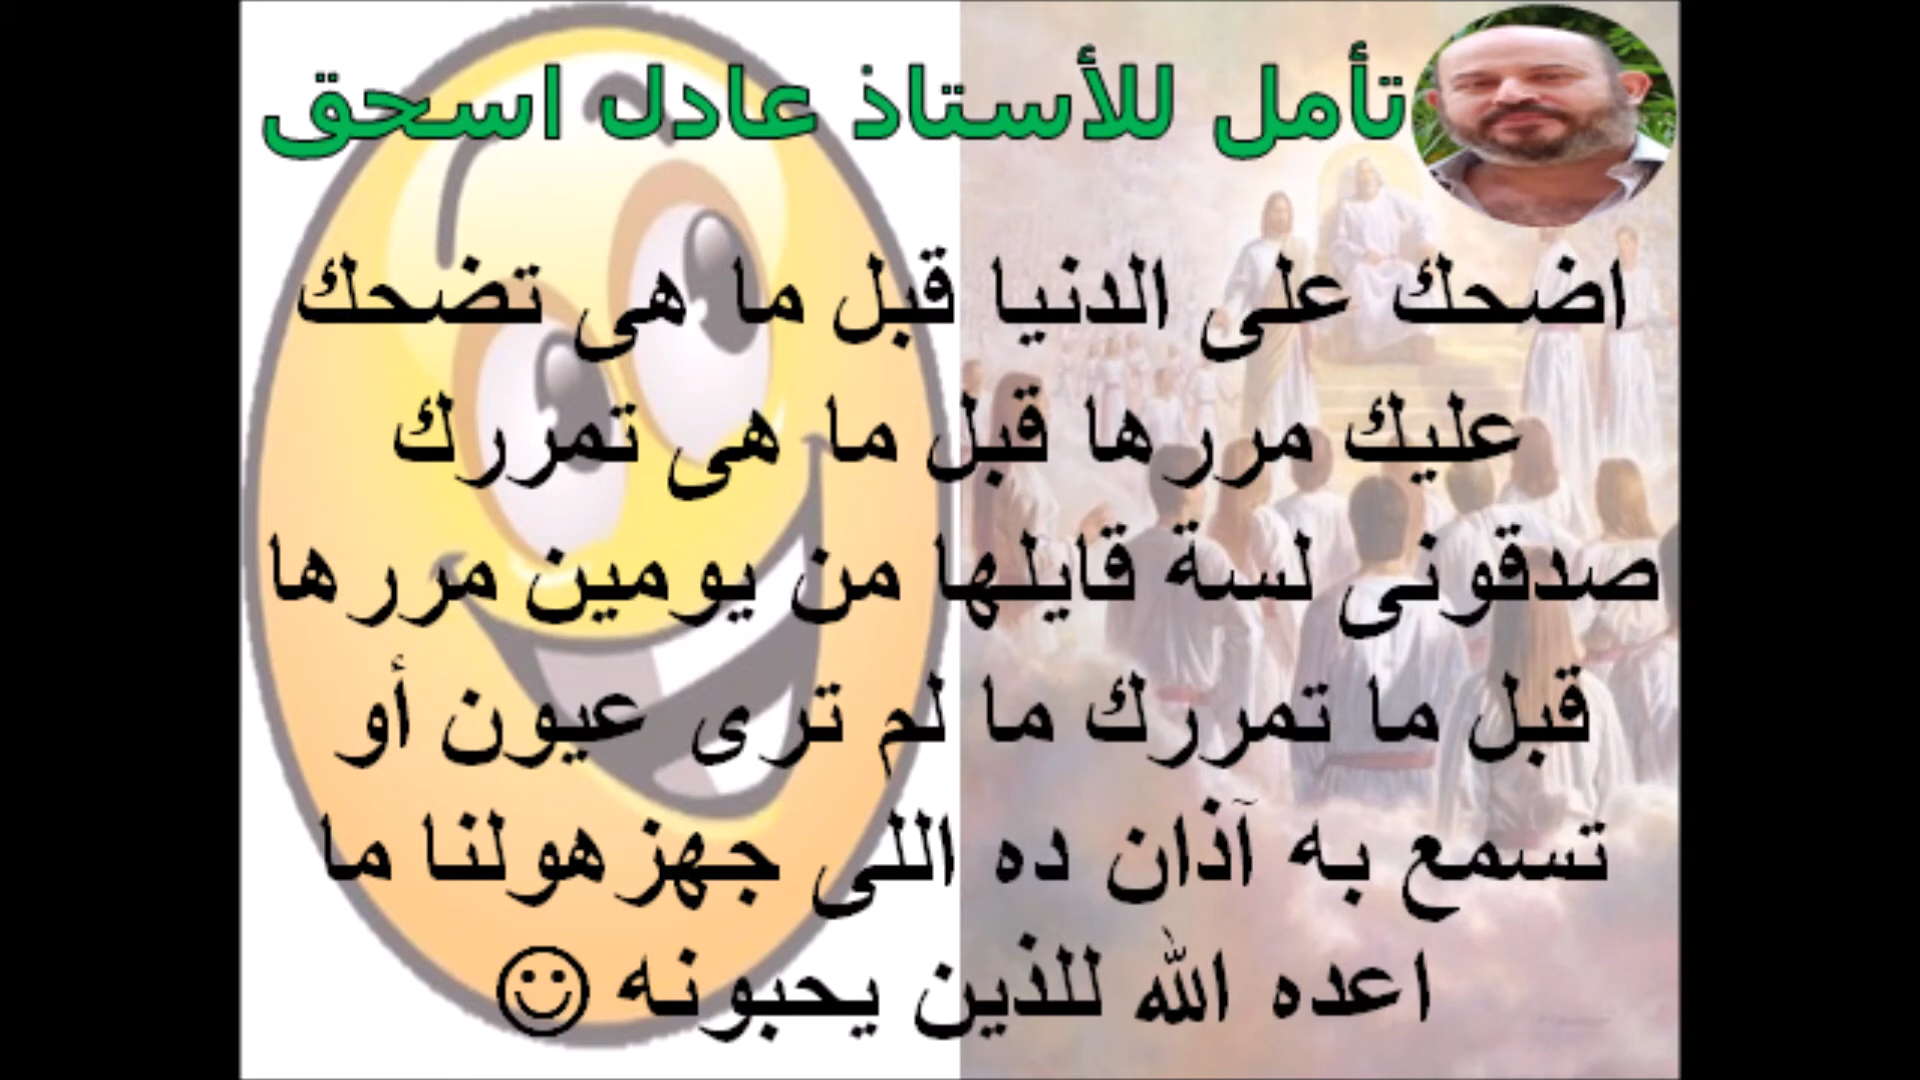 تأمل للأستاذ عادل اسحق
اضحك على الدنيا قبل ما هى تضحك
عليك مررها قبل ما هى تمررك
صدقونى لسة قايلها من يومين مررها
قبل ما تمررك ما لم ترى عيون أو
تسمع به آذان ده اللى جهزهولنا ما
اعده الله للذين يحبونه ☺